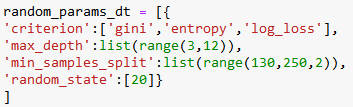 random_params_dt = [{
'criterion':['gini','entropy','log_loss'],
'max_depth':list(range(3,12)),
'min_samples_split':list(range(130,250,2)),
'random_state':[20]}
]